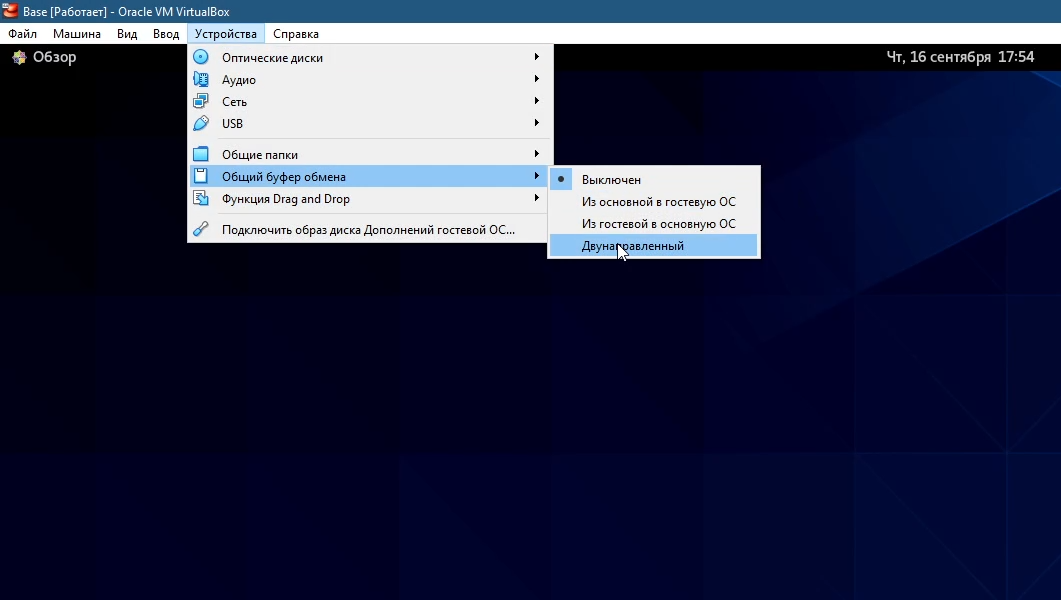 Base [Работает] - Oracle VM VirtualBox
Файл Машина Вид Ввод Устройства Справка
Обзор Чт, 16 сентября 17:54
Оптические диски
Аудио
Сеть
USB
Общие папки
Общий буфер обмена
Функция Drag and Drop
Подключить образ диска Дополнений гостевой ОС...
Выключен
Из основной в гостевую ОС
Из гостевой в основную ОС
Двунаправленный